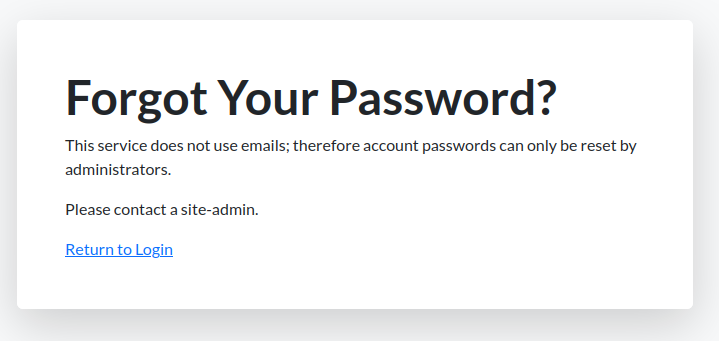 Forgot Your Password?
This service does not use emails; therefore account passwords can only be reset by
administrators.
Please contact a site-admin.
Return to Login